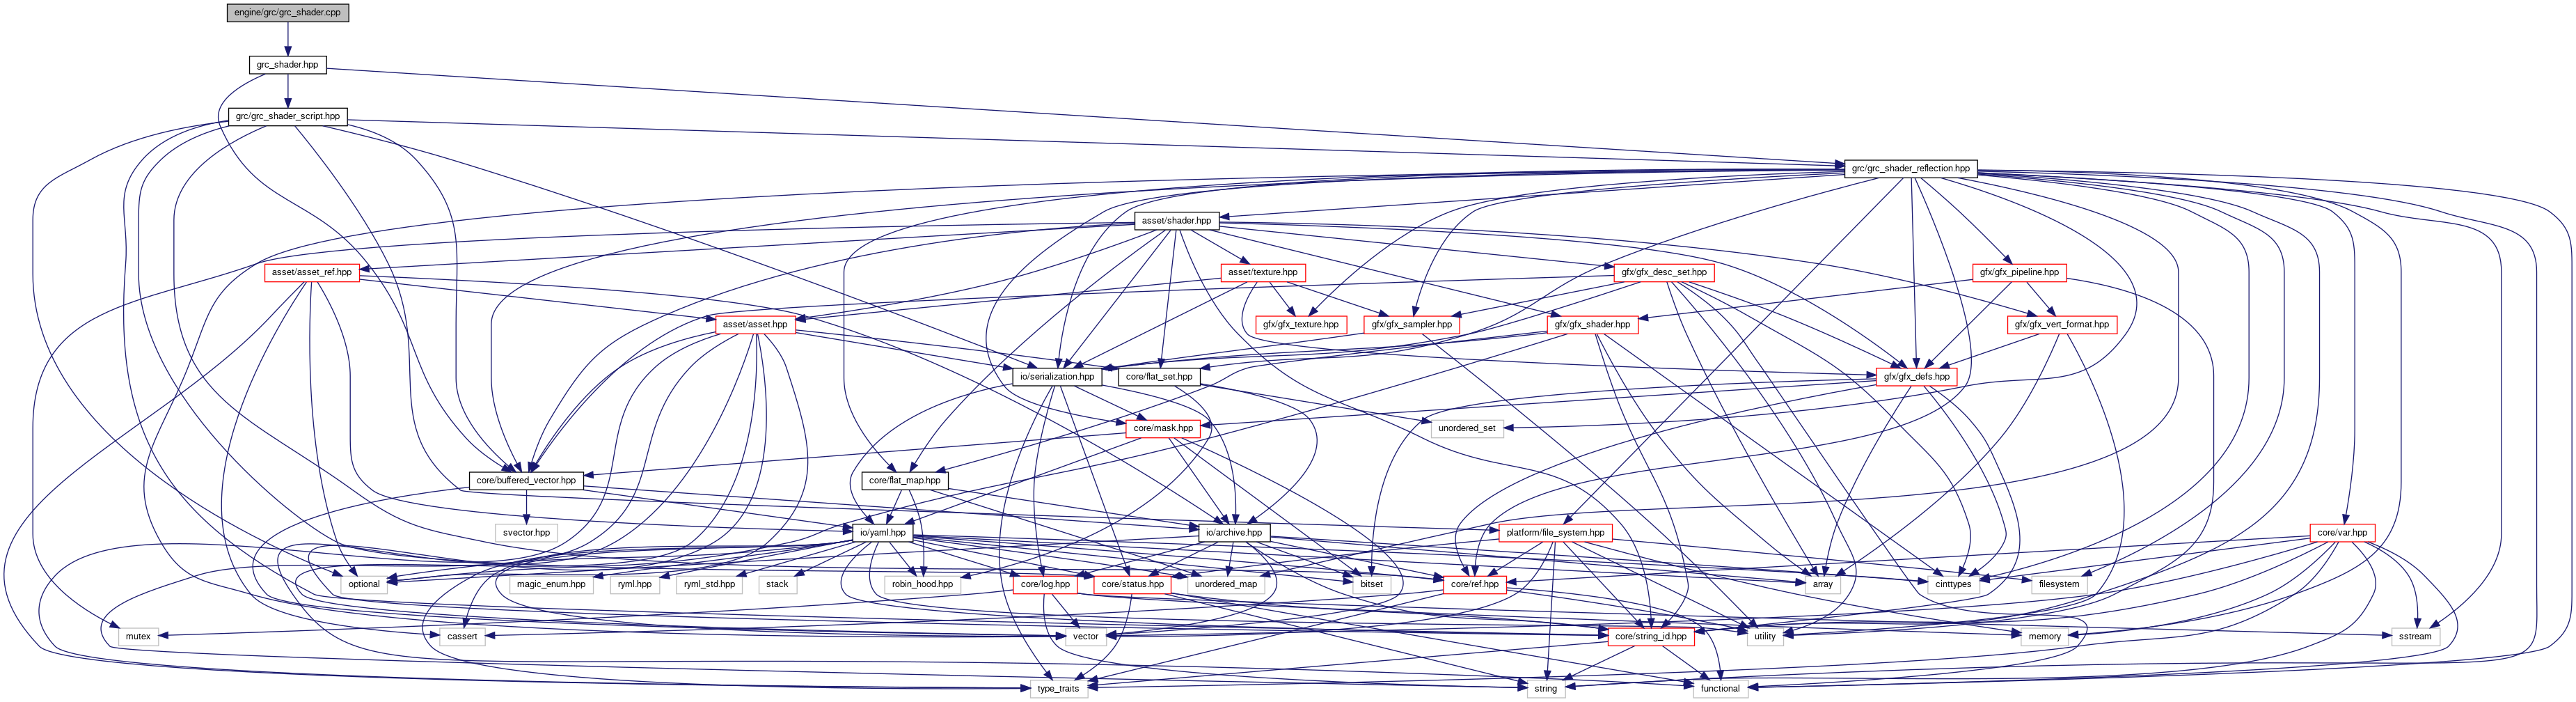 engine/grc/grc_shader.cpp
grc_shader.hpp
grc/grc_shader_script.hpp
grc/grc_shader_reflection.hpp
asset/shader.hpp
asset/asset_ref.hpp
asset/texture.hpp
gfx/gfx_desc_set.hpp
gfx/gfx_pipeline.hpp
asset/asset.hpp
gfx/gfx_texture.hpp
gfx/gfx_sampler.hpp
gfx/gfx_shader.hpp
gfx/gfx_vert_format.hpp
io/serialization.hpp
core/flat_set.hpp
gfx/gfx_defs.hpp
core/mask.hpp
unordered_set
core/buffered_vector.hpp
core/flat_map.hpp
svector.hpp
io/yaml.hpp
io/archive.hpp
platform/file_system.hpp
core/var.hpp
optional
magic_enum.hpp
ryml.hpp
ryml_std.hpp
stack
robin_hood.hpp
core/log.hpp
core/status.hpp
unordered_map
bitset
core/ref.hpp
array
cinttypes
filesystem
mutex
cassert
vector
core/string_id.hpp
utility
memory
sstream
type_traits
string
functional